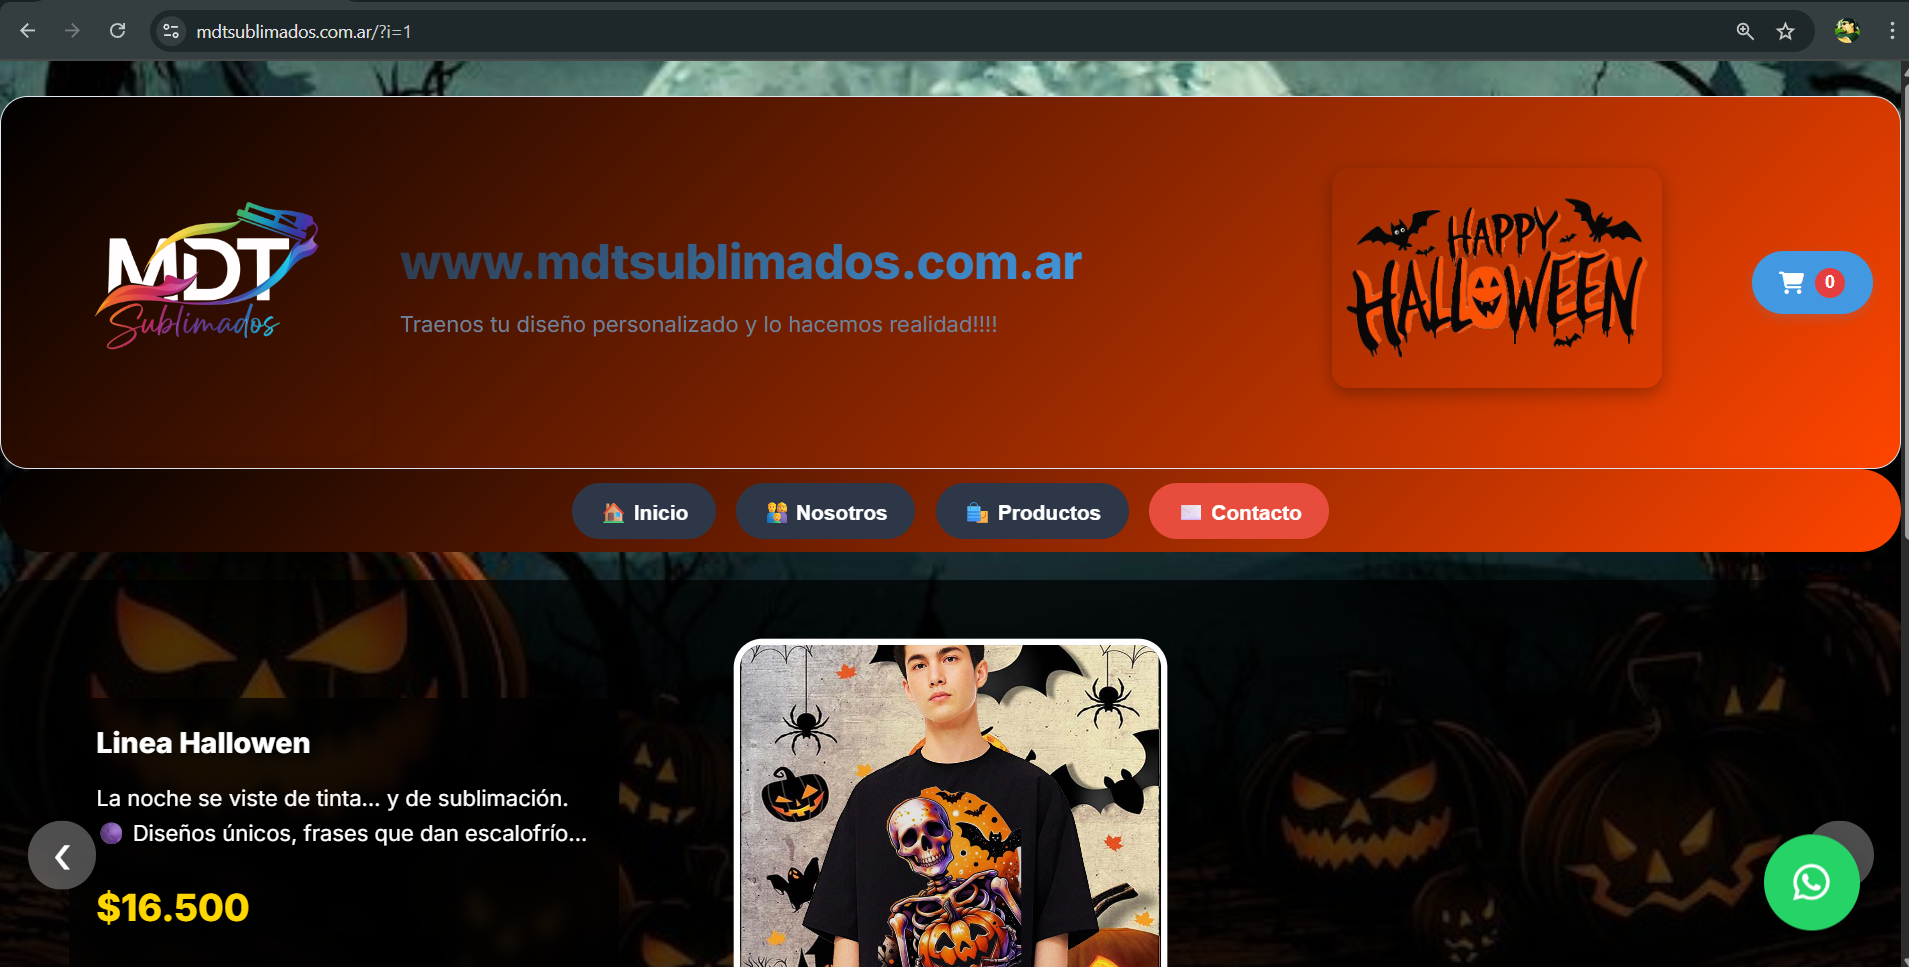 mdtsublimados.com.ar/?i=1
MDT
Sublimados
www.mdtsublimados.com.ar
Traenos tu diseño personalizado y lo hacemos realidad!!!!
HAPPY
HALLOWEEN
0
Inicio
Nosotros
Productos
Contacto
Linea Hallowen
La noche se viste de tinta... y de sublimación.
Diseños únicos, frases que dan escalofrío...
$16.500